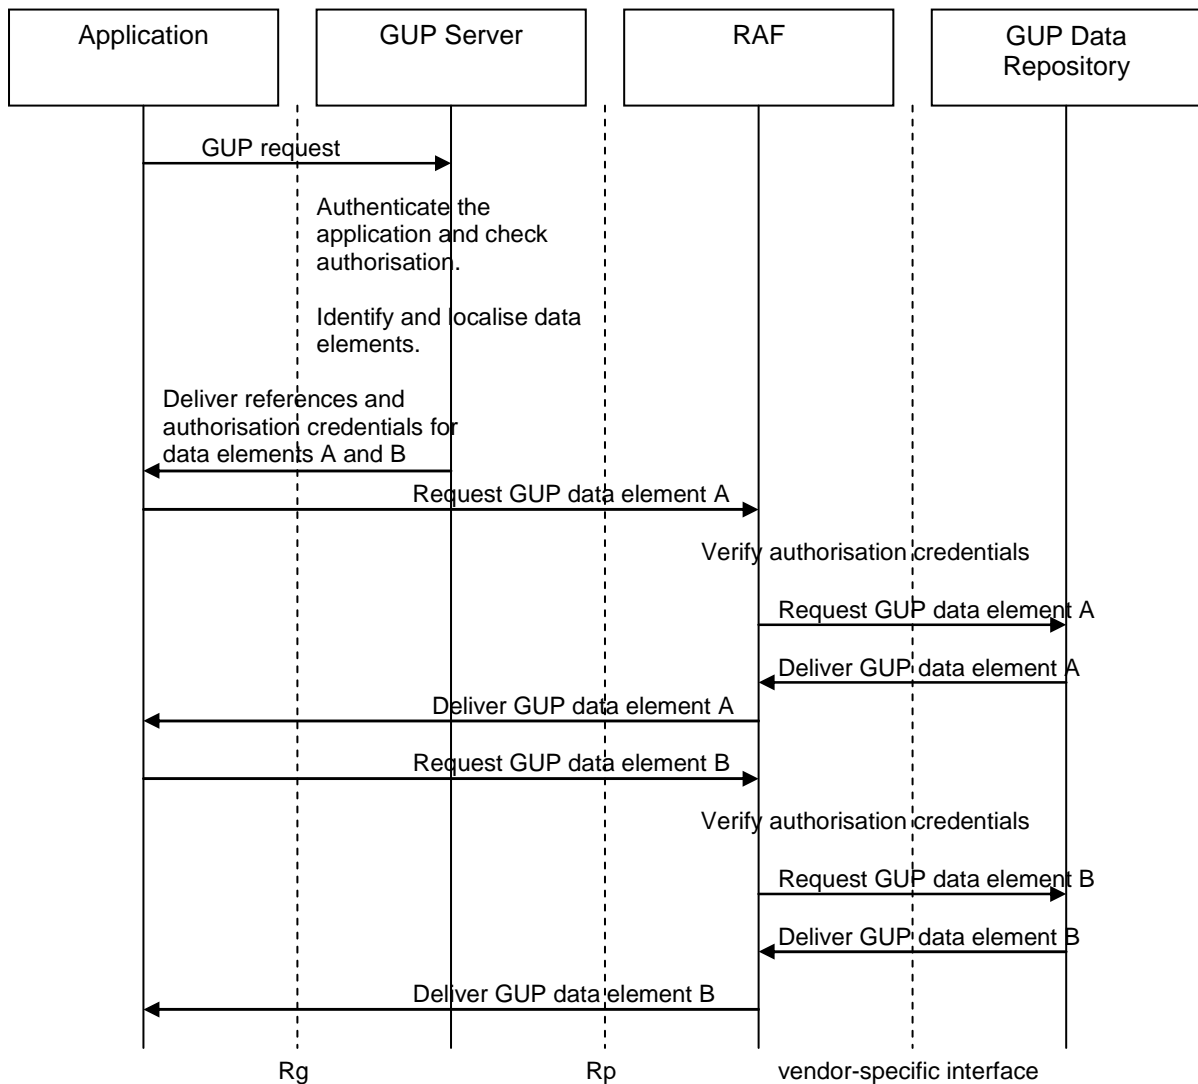 Application
GUP Server
RAF
GUP Data
Repository
GUP request
Authenticate the
application and check
authorisation.
Identify and localise data
elements.
Deliver references and
authorisation credentials for
data elements A and B
Request GUP data element A
Verify authorisation credentials
Request GUP data element A
Deliver GUP data element A
Deliver GUP data element A
Request GUP data element B
Verify authorisation credentials
Request GUP data element B
Deliver GUP data element B
Deliver GUP data element B
Rg
Rp
vendor-specific interface